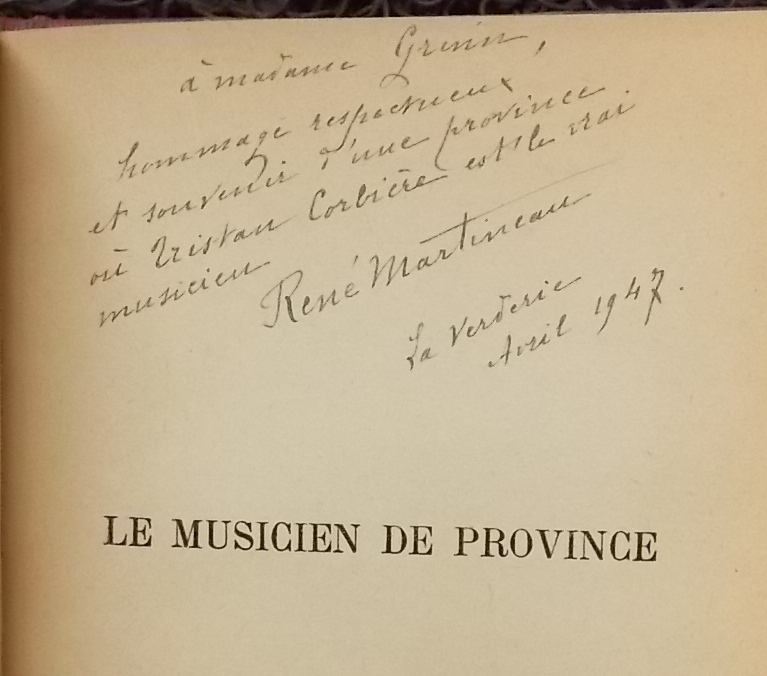 à madame
hommage respectueux
et souvenir d'une province
où Tristan Corbière est le vrai
musicien
René Martineau
La Verderie
Avril 1947.
LE MUSICIEN DE PROVINCE